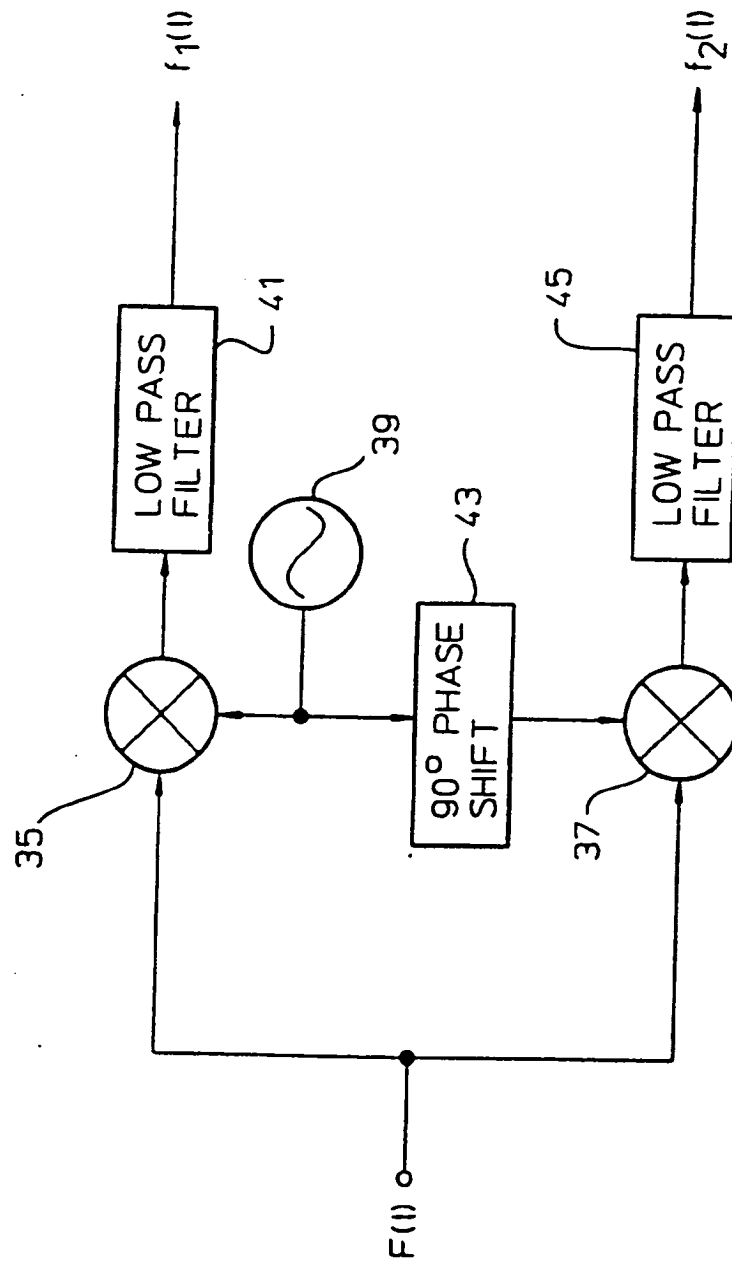 F(l)
35
LOW PASS
FILTER
41
f1(l)
39
90° PHASE
SHIFT
43
37
LOW PASS
FILTER
45
f2(l)